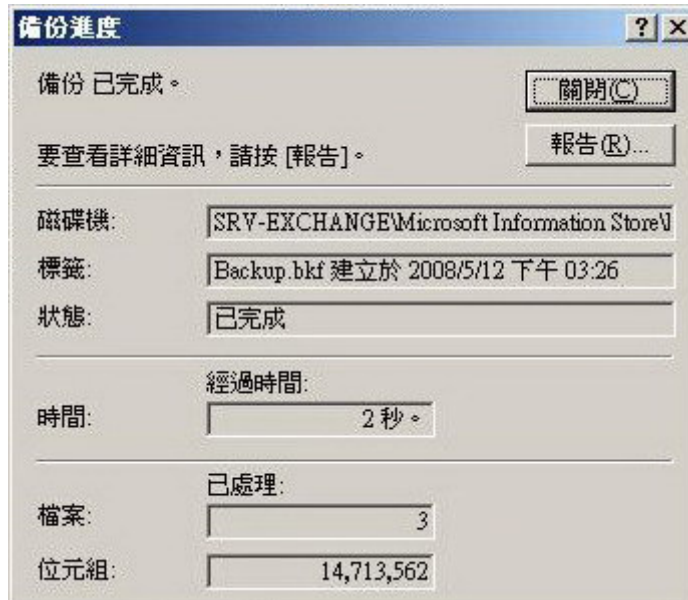 備份進度
備份 已完成。
關閉(C)
要查看詳細資訊，請按 [報告]。
報告(R)...
磁碟機: SRV-EXCHANGE\Microsoft Information Store\
標籤: Backup.bkf 建立於 2008/5/12 下午 03:26
狀態: 已完成
經過時間:
時間: 2 秒。
已處理:
檔案: 3
位元組: 14,713,562